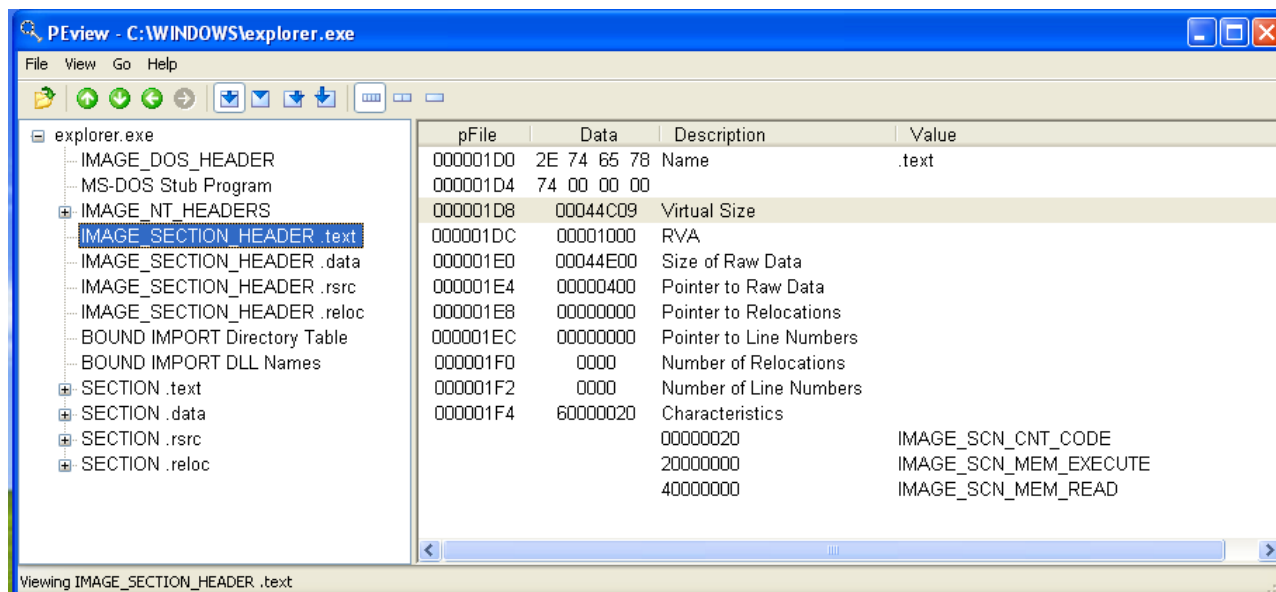 PEview - C:\WINDOWS\explorer.exe
File View Go Help
explorer.exe
IMAGE_DOS_HEADER
MS-DOS Stub Program
IMAGE_NT_HEADERS
IMAGE_SECTION_HEADER .text
IMAGE_SECTION_HEADER .data
IMAGE_SECTION_HEADER .rsrc
IMAGE_SECTION_HEADER .reloc
BOUND IMPORT Directory Table
BOUND IMPORT DLL Names
SECTION .text
SECTION .data
SECTION .rsrc
SECTION .reloc
pFile Data Description Value
000001D0 2E 74 65 78 Name .text
000001D4 74 00 00 00
000001D8 00044C09 Virtual Size
000001DC 00001000 RVA
000001E0 00044E00 Size of Raw Data
000001E4 00000400 Pointer to Raw Data
000001E8 00000000 Pointer to Relocations
000001EC 00000000 Pointer to Line Numbers
000001F0 0000 Number of Relocations
000001F2 0000 Number of Line Numbers
000001F4 60000020 Characteristics
00000020 IMAGE_SCN_CNT_CODE
20000000 IMAGE_SCN_MEM_EXECUTE
40000000 IMAGE_SCN_MEM_READ
Viewing IMAGE_SECTION_HEADER .text